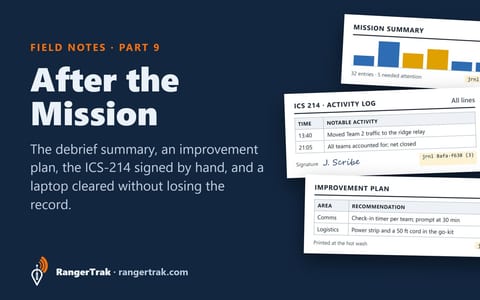 FIELD NOTES · PART 9
After the
Mission
The debrief summary, an improvement
plan, the ICS-214 signed by hand, and a
laptop cleared without losing the
record.
RangerTrak · rangertrak.com
MISSION SUMMARY
32 entries · 5 needed attention
jrnl
ICS 214 · ACTIVITY LOG All lines
TIME NOTABLE ACTIVITY
13:40 Moved Team 2 traffic to the ridge relay
21:05 All teams accounted for; net closed
Signature J. Scribe
jrnl 8afa-f638 (3)
IMPROVEMENT PLAN
AREA RECOMMENDATION
Comms Check-in timer per team; prompt at 30 min
Logistics Power strip and a 50 ft cord in the go-kit
Printed at the hot wash